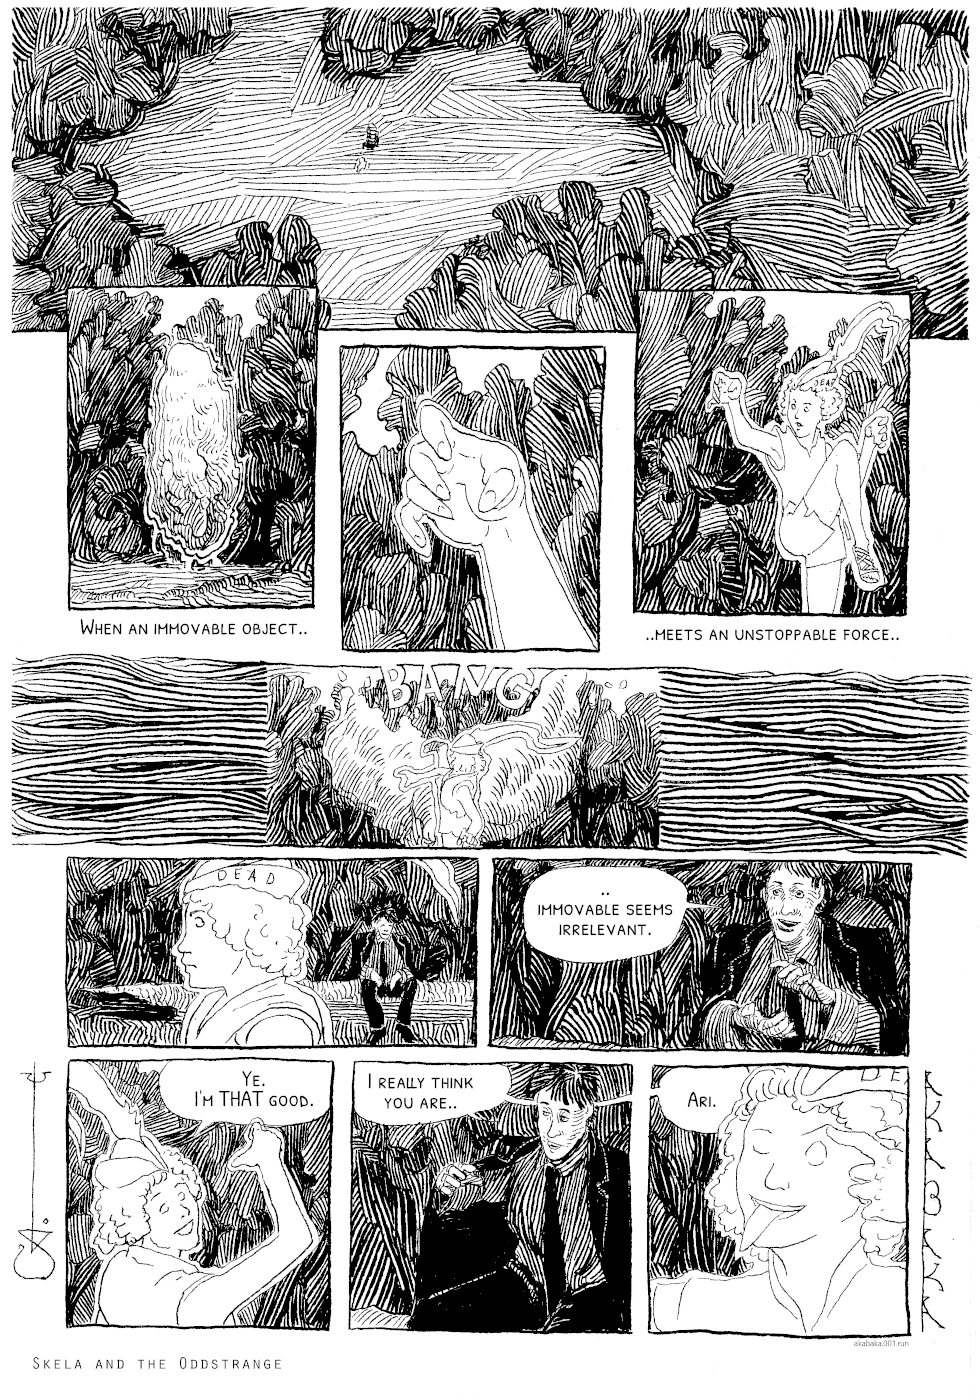 DEAD
WHEN AN IMMOVABLE OBJECT..
..MEETS AN UNSTOPPABLE FORCE..
BANG
DEAD
..
IMMOVABLE SEEMS
IRRELEVANT.
YE.
I'M THAT GOOD.
I REALLY THINK
YOU ARE..
ARI.
DE
akabaka.001.run
SKELA AND THE ODDSTRANGE